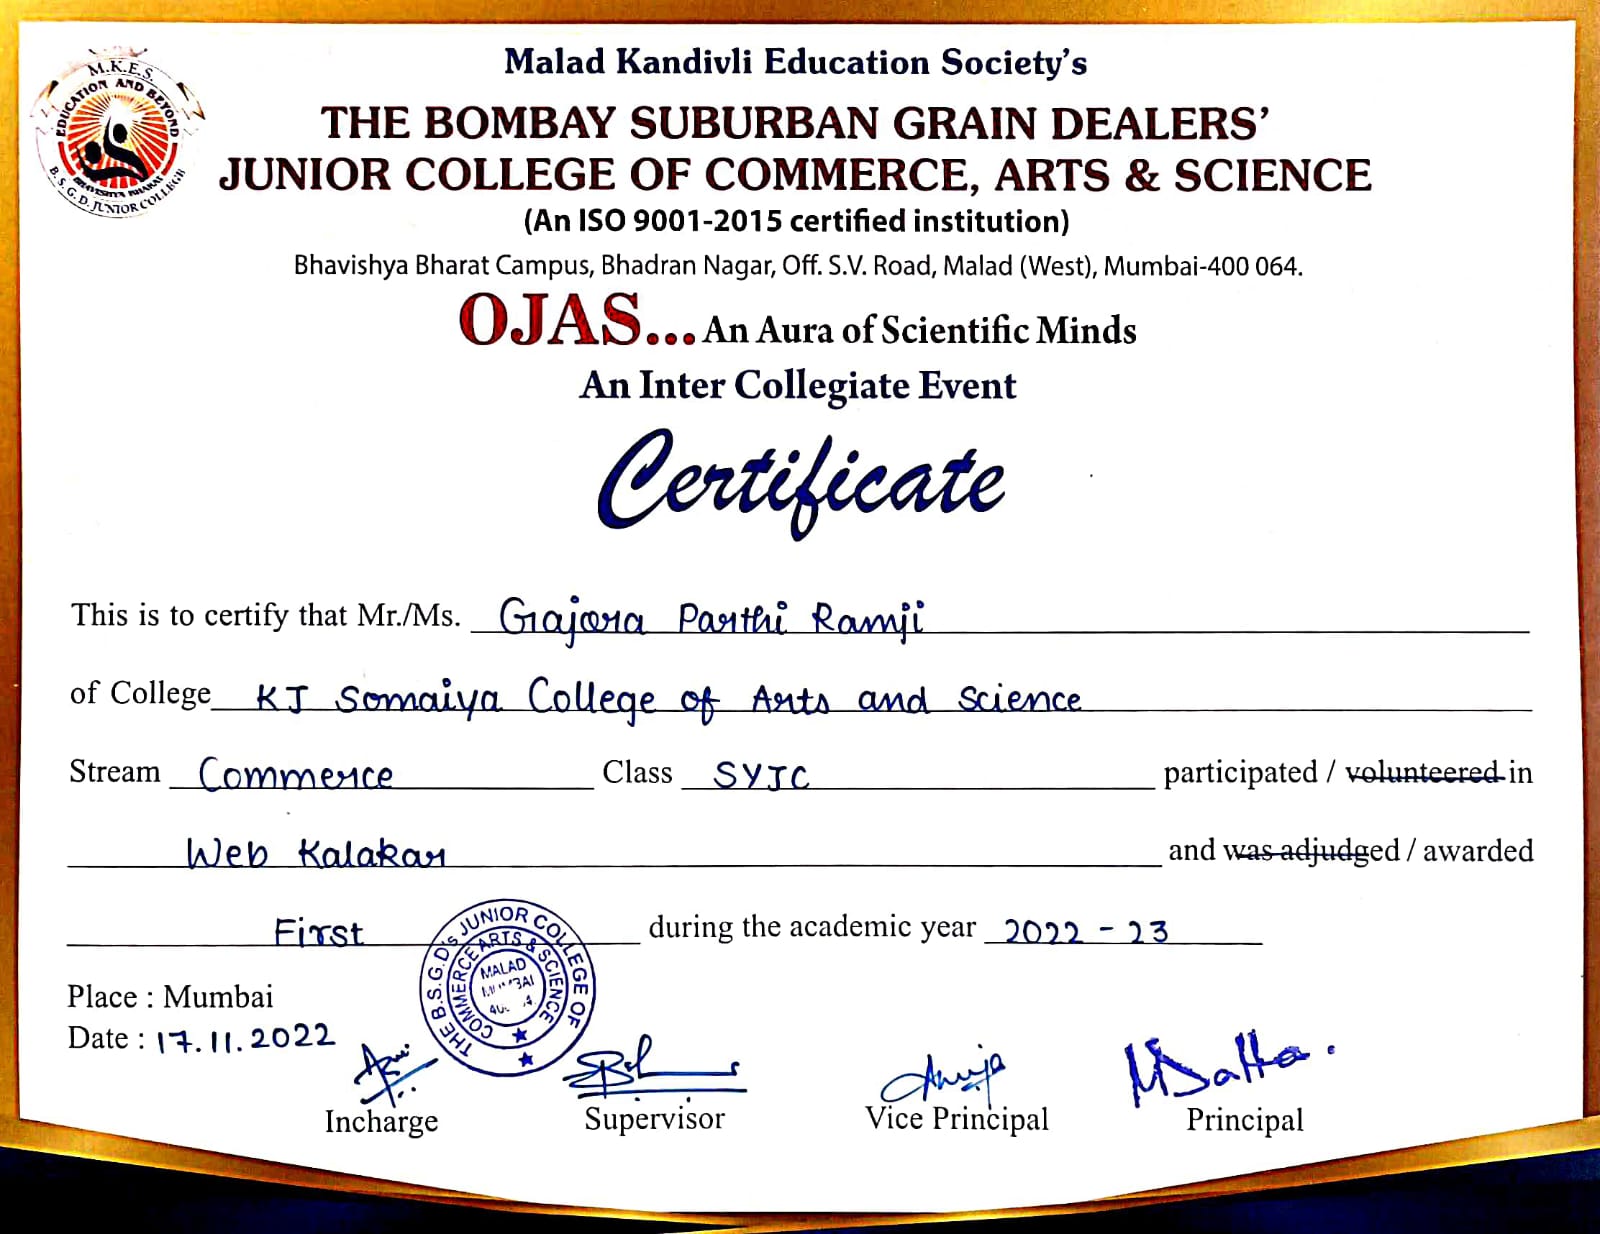 M.K.E.S.
EDUCATION AND BEYOND
BHAVISHYA BHARAT
B.S.G.D. JUNIOR COLLEGE
Malad Kandivli Education Society's
THE BOMBAY SUBURBAN GRAIN DEALERS'
JUNIOR COLLEGE OF COMMERCE, ARTS & SCIENCE
(An ISO 9001-2015 certified institution)
Bhavishya Bharat Campus, Bhadran Nagar, Off. S.V. Road, Malad (West), Mumbai-400 064.
OJAS... An Aura of Scientific Minds
An Inter Collegiate Event
Certificate
This is to certify that Mr./Ms. Gajora Parthi Ramji
of College KJ Somaiya College of Arts and Science
Stream Commerce Class SYJC participated / volunteered in
Web Kalakar and was adjudged / awarded
First during the academic year 2022 - 23
THE B.S.G.D'S JUNIOR COLLEGE OF
COMMERCE ARTS & SCIENCE
MALAD
MUMBAI
Place : Mumbai
Date : 17.11.2022
Incharge Supervisor Vice Principal Principal